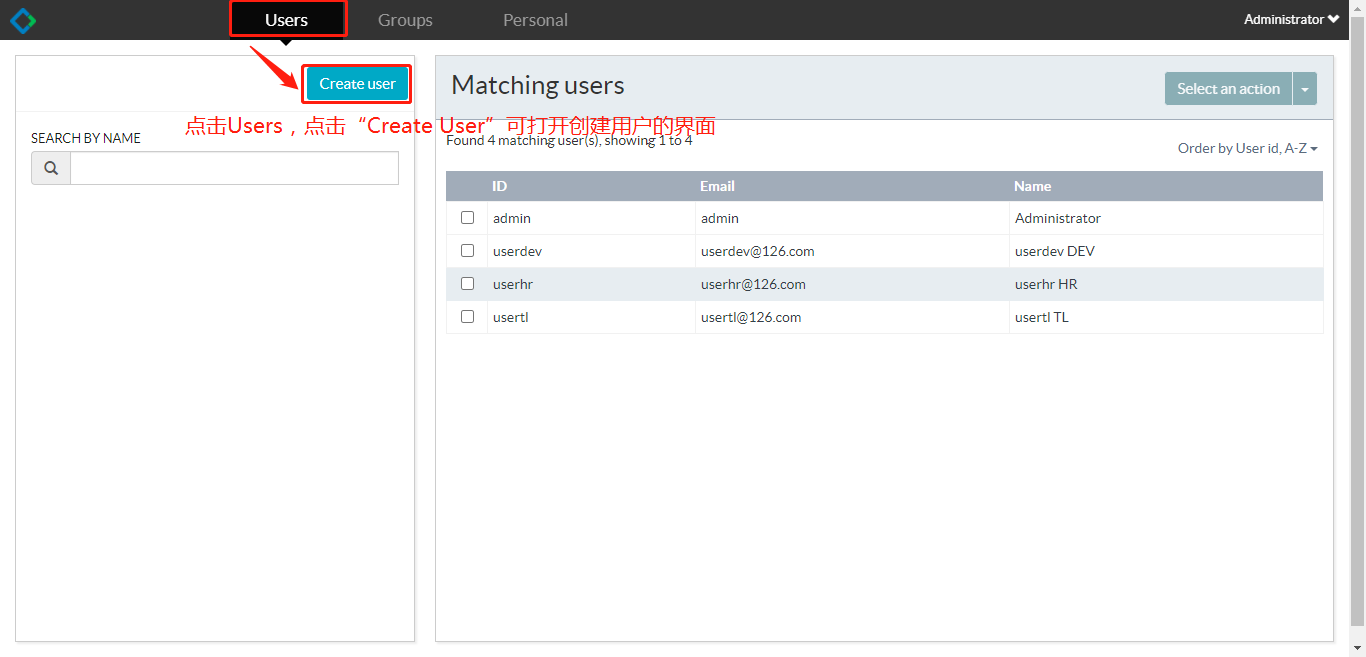 Users
Groups
Personal
Administrator
Create user
点击Users，点击“Create User”可打开创建用户的界面
SEARCH BY NAME
Matching users
Select an action
Found 4 matching user(s), showing 1 to 4
Order by User id, A-Z
ID Email Name
admin admin Administrator
userdev userdev@126.com userdev DEV
userhr userhr@126.com userhr HR
usertl usertl@126.com usertl TL